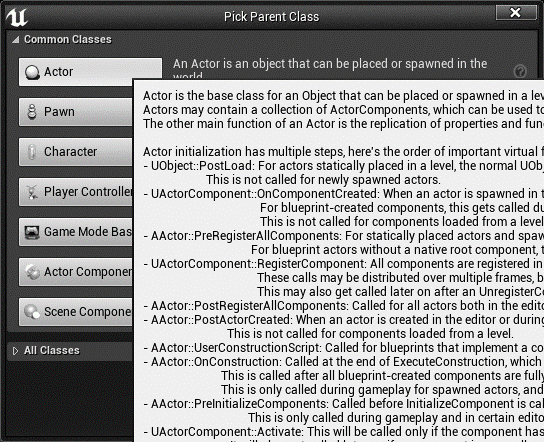 Pick Parent Class
Common Classes
Actor
An Actor is an object that can be placed or spawned in the
world.
Pawn
Character
Player Controller
Game Mode Bas
Actor Compone
Scene Compone
All Classes
Actor is the base class for an Object that can be placed or spawned in a lev
Actors may contain a collection of ActorComponents, which can be used to
The other main function of an Actor is the replication of properties and func
Actor initialization has multiple steps, here's the order of important virtual f
- UObject::PostLoad: For actors statically placed in a level, the normal UObj
This is not called for newly spawned actors.
- UActorComponent::OnComponentCreated: When an actor is spawned in th
For blueprint-created components, this gets called du
This is not called for components loaded from a level
- AActor::PreRegisterAllComponents: For statically placed actors and spaw
For blueprint actors without a native root component, t
- UActorComponent::RegisterComponent: All components are registered in
These calls may be distributed over multiple frames, b
This may also get called later on after an UnregisterC
- AActor::PostRegisterAllComponents: Called for all actors both in the edito
- AActor::PostActorCreated: When an actor is created in the editor or during
This is not called for components loaded from a level.
- AActor::UserConstructionScript: Called for blueprints that implement a co
- AActor::OnConstruction: Called at the end of ExecuteConstruction, which
This is called after all blueprint-created components are fully
This is only called during gameplay for spawned actors, and
- AActor::PreInitializeComponents: Called before InitializeComponent is cal
This is only called during gameplay and in certain edito
- UActorComponent::Activate: This will be called only if the component has